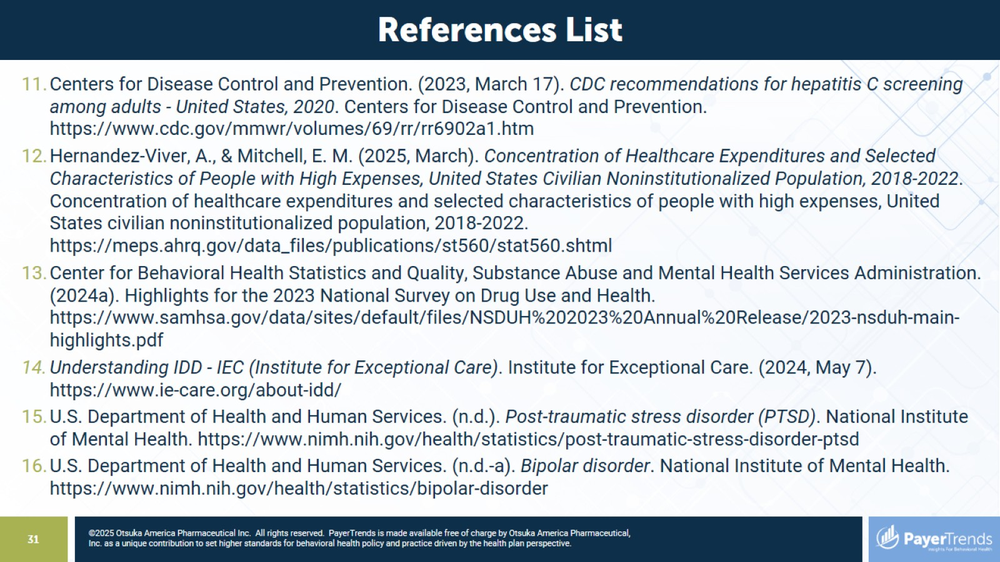 References List
11. Centers for Disease Control and Prevention. (2023, March 17). CDC recommendations for hepatitis C screening
among adults - United States, 2020. Centers for Disease Control and Prevention.
https://www.cdc.gov/mmwr/volumes/69/rr/rr6902a1.htm
12. Hernandez-Viver, A., & Mitchell, E. M. (2025, March). Concentration of Healthcare Expenditures and Selected
Characteristics of People with High Expenses, United States Civilian Noninstitutionalized Population, 2018-2022.
Concentration of healthcare expenditures and selected characteristics of people with high expenses, United
States civilian noninstitutionalized population, 2018-2022.
https://meps.ahrq.gov/data_files/publications/st560/stat560.shtml
13. Center for Behavioral Health Statistics and Quality, Substance Abuse and Mental Health Services Administration.
(2024a). Highlights for the 2023 National Survey on Drug Use and Health.
https://www.samhsa.gov/data/sites/default/files/NSDUH%202023%20Annual%20Release/2023-nsduh-main-
highlights.pdf
14. Understanding IDD - IEC (Institute for Exceptional Care). Institute for Exceptional Care. (2024, May 7).
https://www.ie-care.org/about-idd/
15. U.S. Department of Health and Human Services. (n.d.). Post-traumatic stress disorder (PTSD). National Institute
of Mental Health. https://www.nimh.nih.gov/health/statistics/post-traumatic-stress-disorder-ptsd
16. U.S. Department of Health and Human Services. (n.d.-a). Bipolar disorder. National Institute of Mental Health.
https://www.nimh.nih.gov/health/statistics/bipolar-disorder
31
©2025 Otsuka America Pharmaceutical Inc. All rights reserved. PayerTrends is made available free of charge by Otsuka America Pharmaceutical,
Inc. as a unique contribution to set higher standards for behavioral health policy and practice driven by the health plan perspective.
PayerTrends
Insights For Behavioral Health